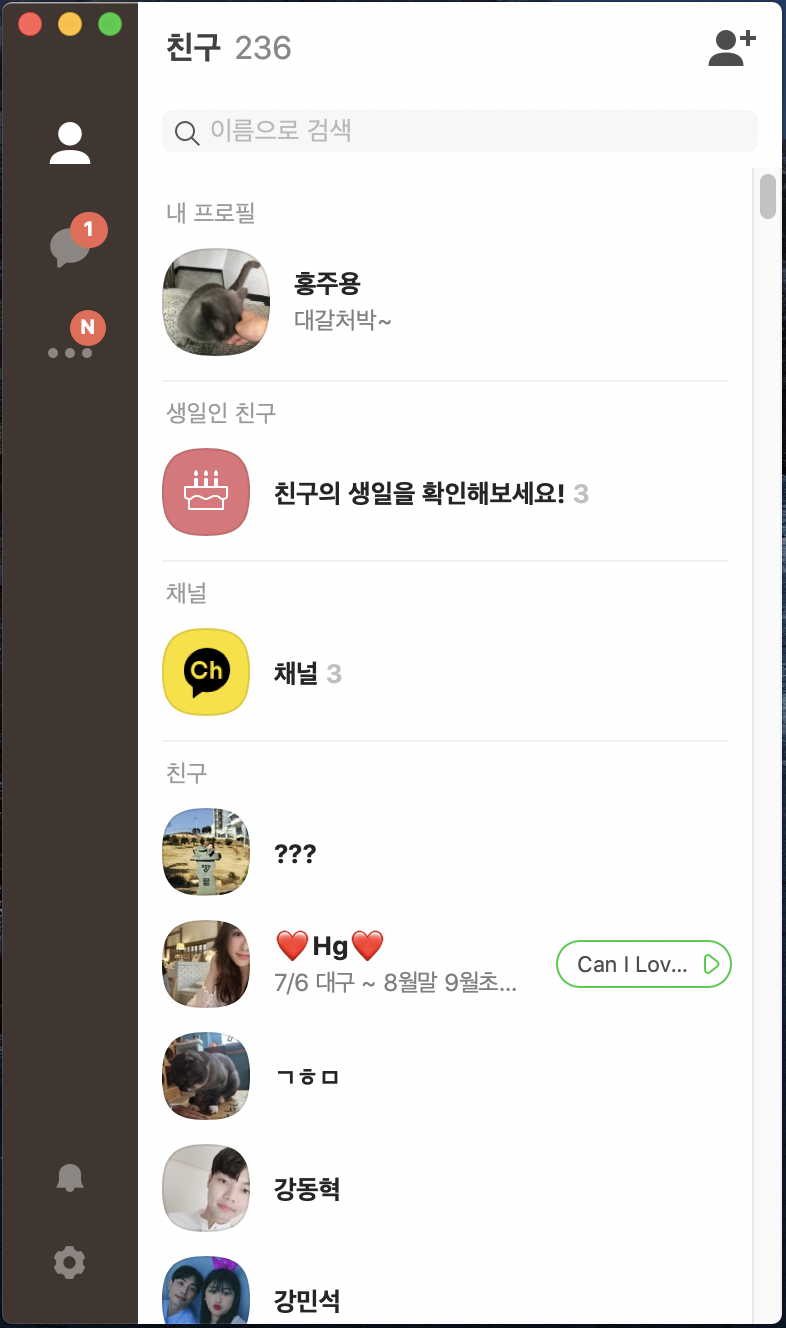 친구 236
이름으로 검색
1
N
내 프로필
홍주용
대갈처박~
생일인 친구
친구의 생일을 확인해보세요! 3
채널
Ch
채널 3
친구
땅끝
???
❤️Hg❤️
7/6 대구 ~ 8월말 9월초...
Can I Lov...
ㄱㅎㅁ
강동혁
강민석